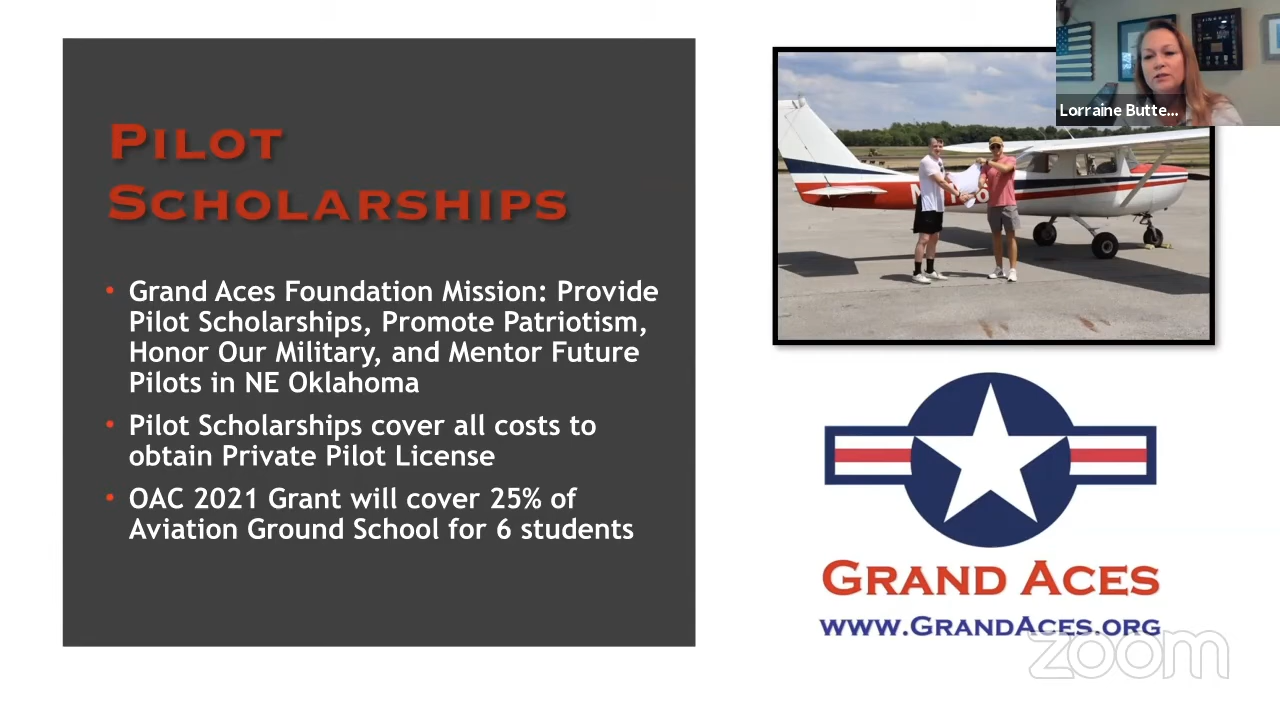 PILOT
SCHOLARSHIPS
• Grand Aces Foundation Mission: Provide
Pilot Scholarships, Promote Patriotism,
Honor Our Military, and Mentor Future
Pilots in NE Oklahoma
• Pilot Scholarships cover all costs to
obtain Private Pilot License
• OAC 2021 Grant will cover 25% of
Aviation Ground School for 6 students
Lorraine Butte...
GRAND ACES
WWW.GRANDACES.ORG
zoom